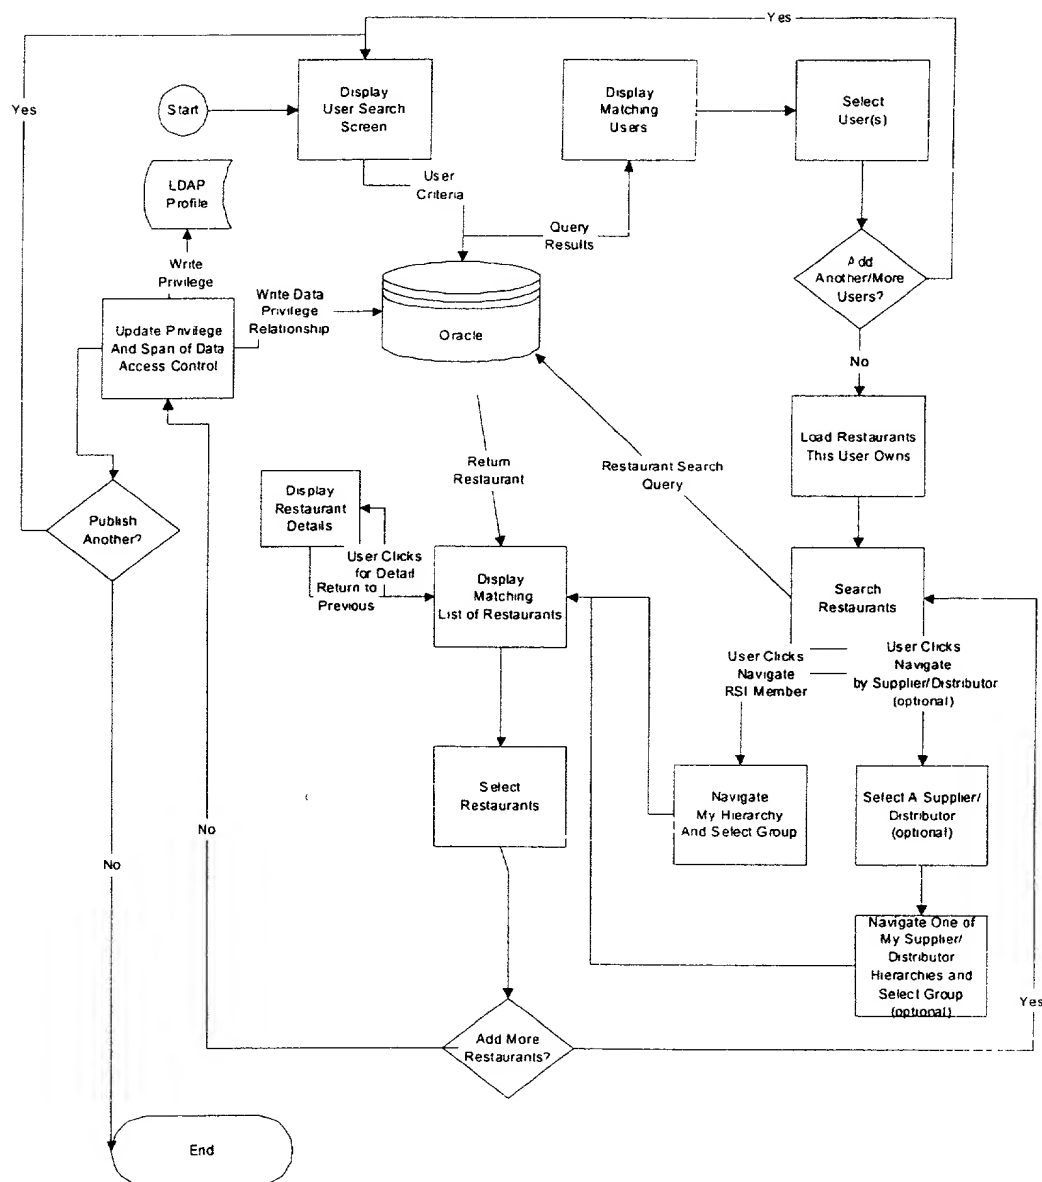 Yes
Yes
Start
Display
User Search
Screen
Display
Matching
Users
Select
User(s)
LDAP
Profile
User
Criteria
Query
Results
Add
Another/More
Users?
Write
Privilege
Write Data
Privilege
Relationship
Oracle
Update Privilege
And Span of Data
Access Control
No
Load Restaurants
This User Owns
Return
Restaurant
Restaurant Search
Query
Display
Restaurant
Details
Publish
Another?
User Clicks
for Detail
Return to
Previous
Display
Matching
List of Restaurants
Search
Restaurants
User Clicks
Navigate
RSI Member
User Clicks
Navigate
by Supplier/Distributor
(optional)
Select
Restaurants
Navigate
My Hierarchy
And Select Group
Select A Supplier/
Distributor
(optional)
No
No
Navigate One of
My Supplier/
Distributor
Hierarchies and
Select Group
(optional)
Yes
Add More
Restaurants?
End